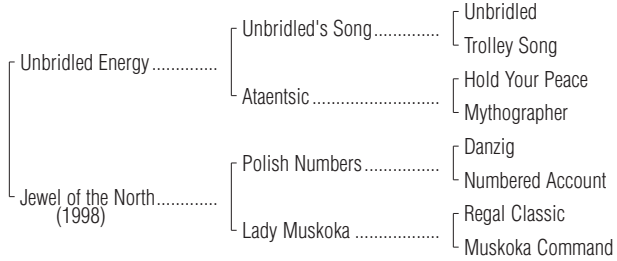 Unbridled
Unbridled's Song..............
Trolley Song
Unbridled Energy..............
Hold Your Peace
Ataentsic...........................
Mythographer
Danzig
Polish Numbers................
Numbered Account
Jewel of the North.............
(1998)
Regal Classic
Lady Muskoka ..................
Muskoka Command